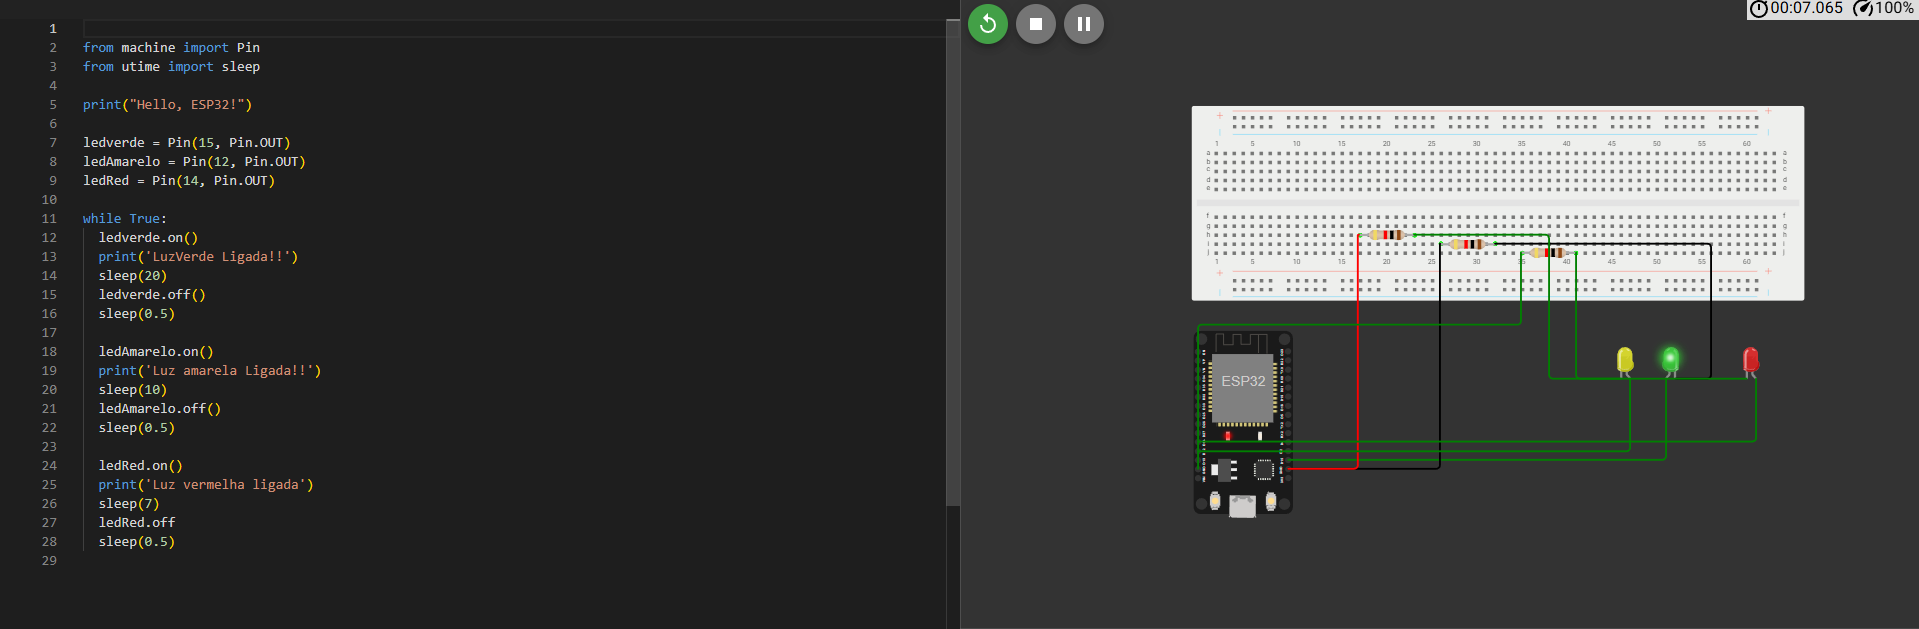 1
2 from machine import Pin
3 from utime import sleep
4
5 print("Hello, ESP32!")
6
7 ledverde = Pin(15, Pin.OUT)
8 ledAmarelo = Pin(12, Pin.OUT)
9 ledRed = Pin(14, Pin.OUT)
10
11 while True:
12 ledverde.on()
13 print('LuzVerde Ligada!!')
14 sleep(20)
15 ledverde.off()
16 sleep(0.5)
17
18 ledAmarelo.on()
19 print('Luz amarela Ligada!!')
20 sleep(10)
21 ledAmarelo.off()
22 sleep(0.5)
23
24 ledRed.on()
25 print('Luz vermelha ligada')
26 sleep(7)
27 ledRed.off
28 sleep(0.5)
29
00:07.065 100%
1 5 10 15 20 25 30 35 40 45 50 55 60
a a
b b
c c
d d
e e
f f
g g
h h
i i
j j
1 5 10 15 20 25 30 35 40 45 50 55 60
ESP32